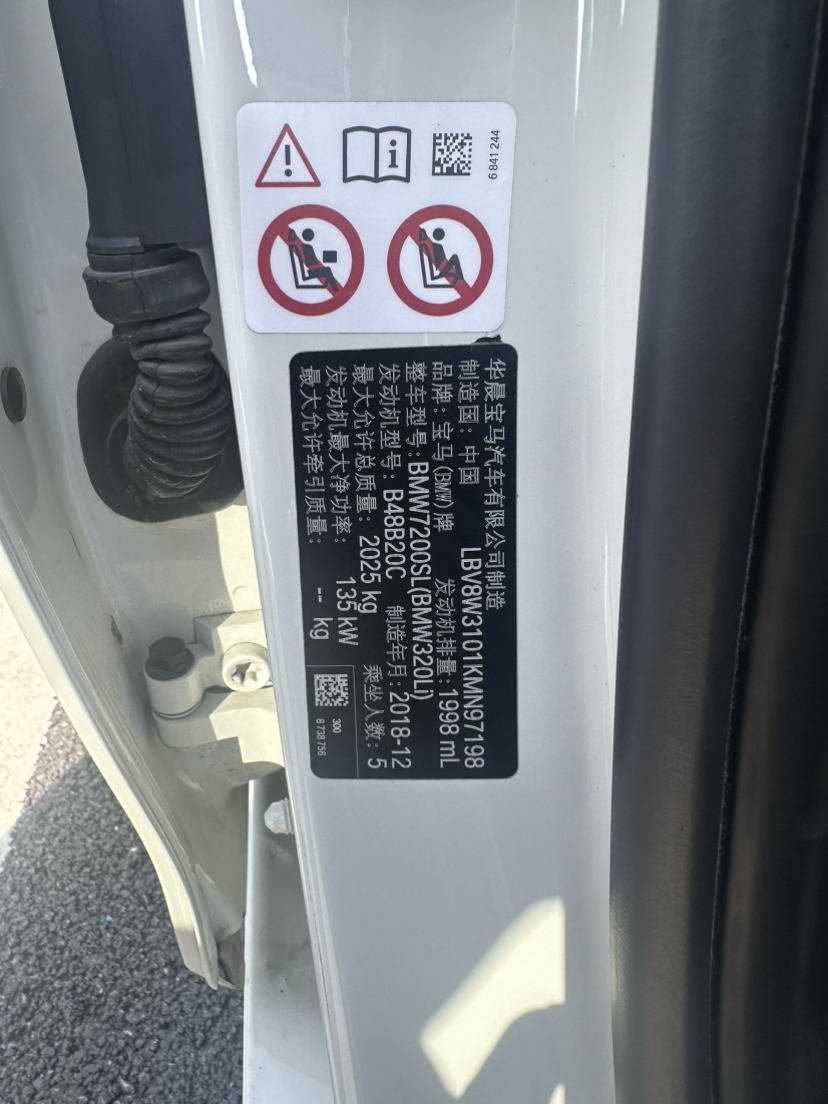 6 841 244
华晨宝马汽车有限公司制造
制造国：中国 LBV8W3101KMN97198
品牌：宝马(BMW)牌 发动机排量：1998 mL
整车型号：BMW7200SL(BMW320Li)
发动机型号：B48B20C 制造年月：2018-12
最大允许总质量：2025 kg 乘坐人数：5
发动机最大净功率：135 kW
最大允许牵引质量：-- kg
300
8 738 756